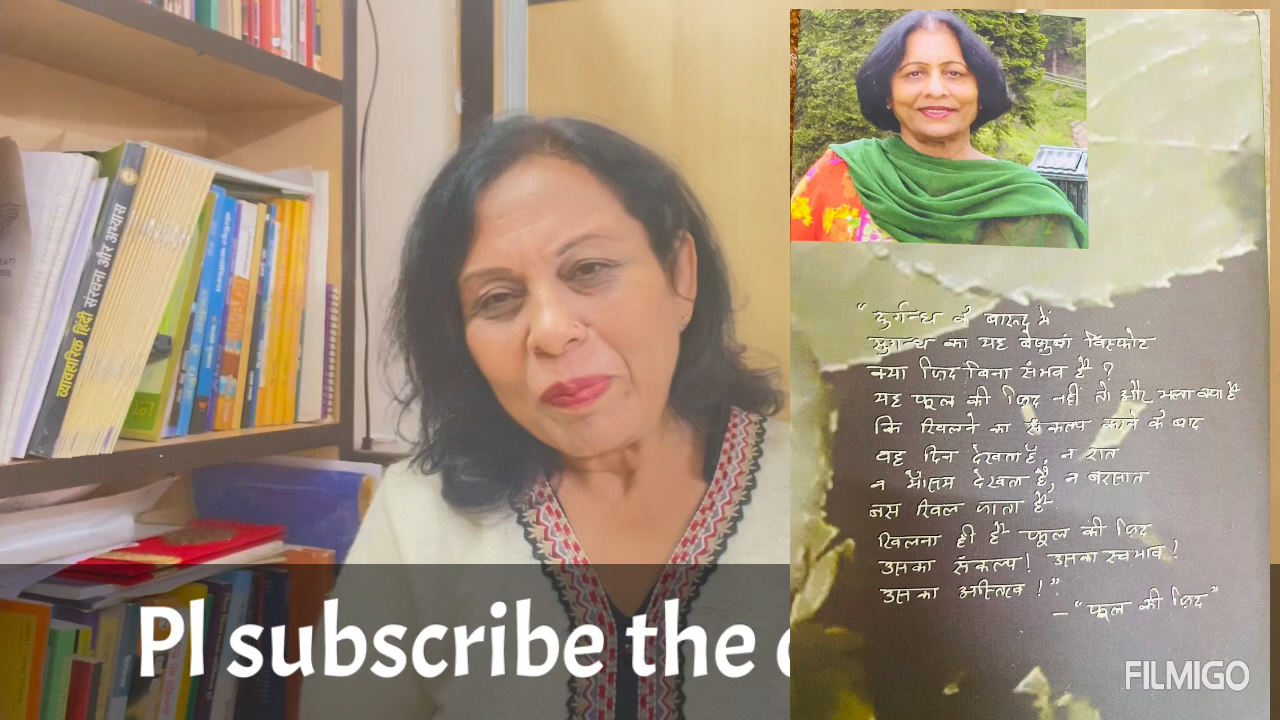 व्यावहारिक हिंदी संरचना और अभ्यास
"दुर्गन्ध के बारूद में
सुगन्ध का यह बेजुबां विस्फोट
क्या ज़िद बिना संभव है ?
यह फूल की ज़िद नहीं तो और भला क्या है
कि खिलने का संकल्प करने के बाद
वह दिन देखता है, न रात
न मौसम देखता है, न बरसात
बस खिल जाता है
खिलना ही है फूल की ज़िद
उसका संकल्प! उसका स्वभाव!
उसका अस्तित्व!"
– "फूल की ज़िद"
Pl subscribe the
FILMIGO